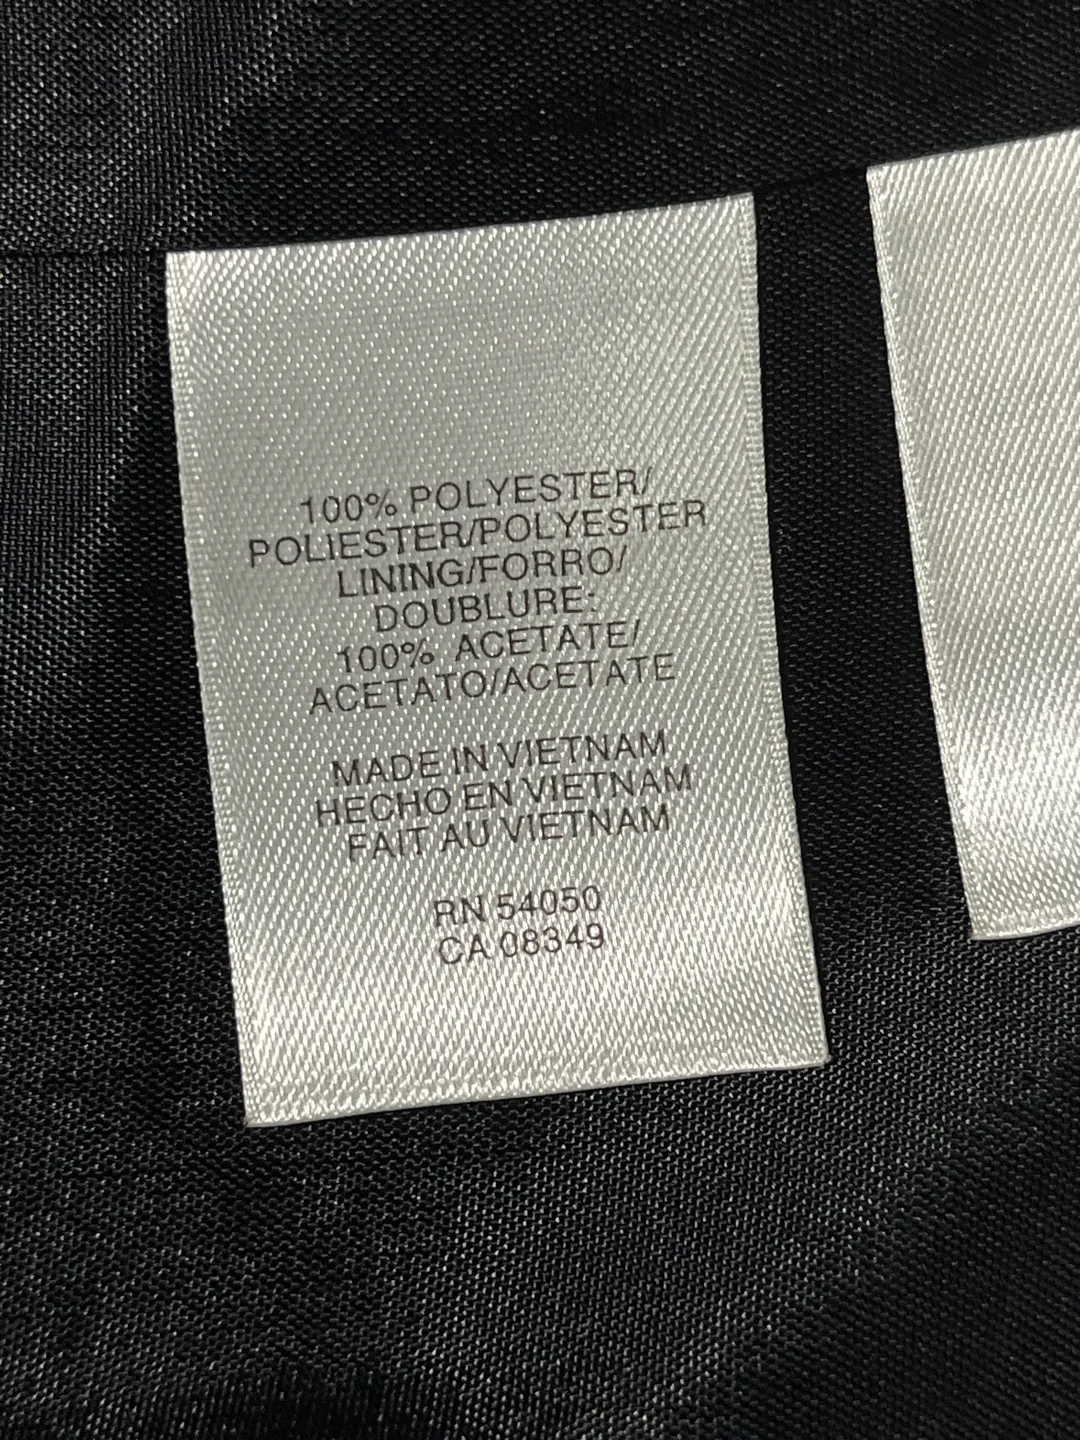 100% POLYESTER/
POLIESTER/POLYESTER
LINING/FORRO/
DOUBLURE:
100% ACETATE/
ACETATO/ACETATE
MADE IN VIETNAM
HECHO EN VIETNAM
FAIT AU VIETNAM
RN 54050
CA 08349